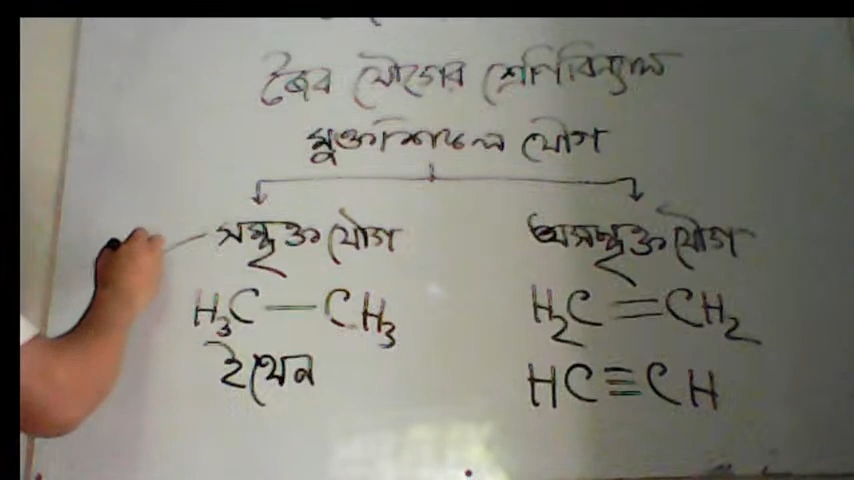 জৈব যৌগের শ্রেণিবিন্যাস
মুক্তশিকল যৌগ
সম্পৃক্ত যৌগ
H₃C — CH₃
ইথেন
অসম্পৃক্ত যৌগ
H₂C = CH₂
HC ≡ CH